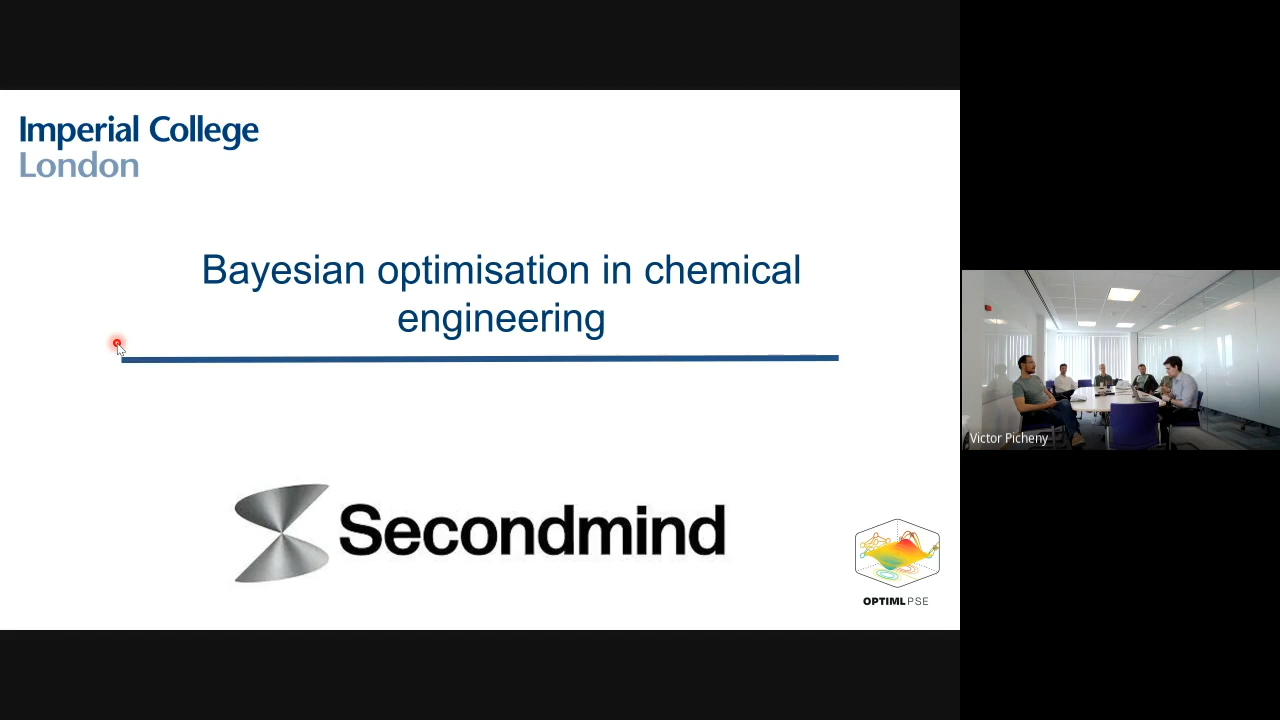 Imperial College
London
Bayesian optimisation in chemical
engineering
Secondmind
OPTIML PSE
Victor Picheny